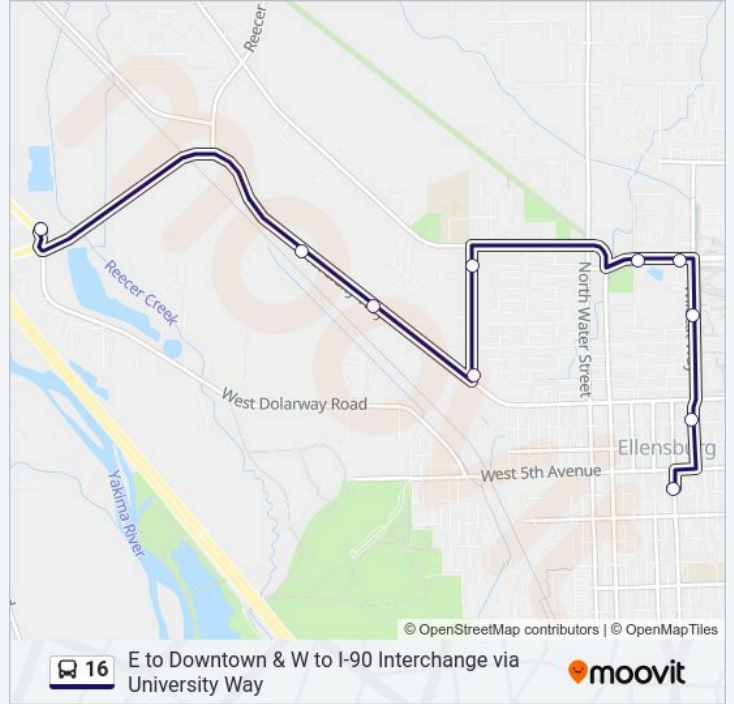 Reecer
Reecer Creek
North Water Street
West Dolarway Road
Ellensburg
West 5th Avenue
Yakima River
© OpenStreetMap contributors | © OpenMapTiles
16
E to Downtown & W to I-90 Interchange via
University Way
moovit